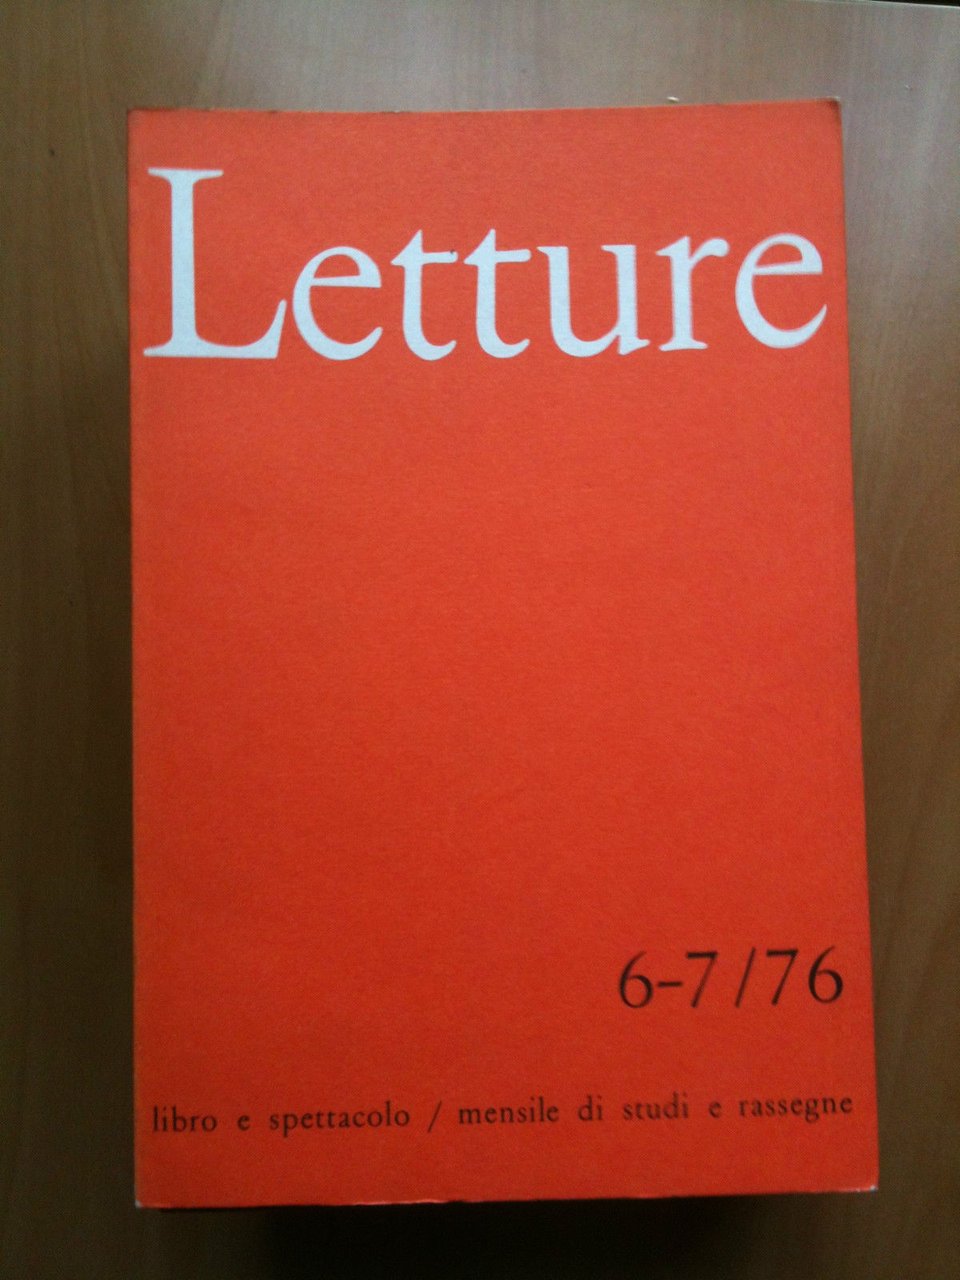 Letture
6-7/76
libro e spettacolo / mensile di studi e rassegne